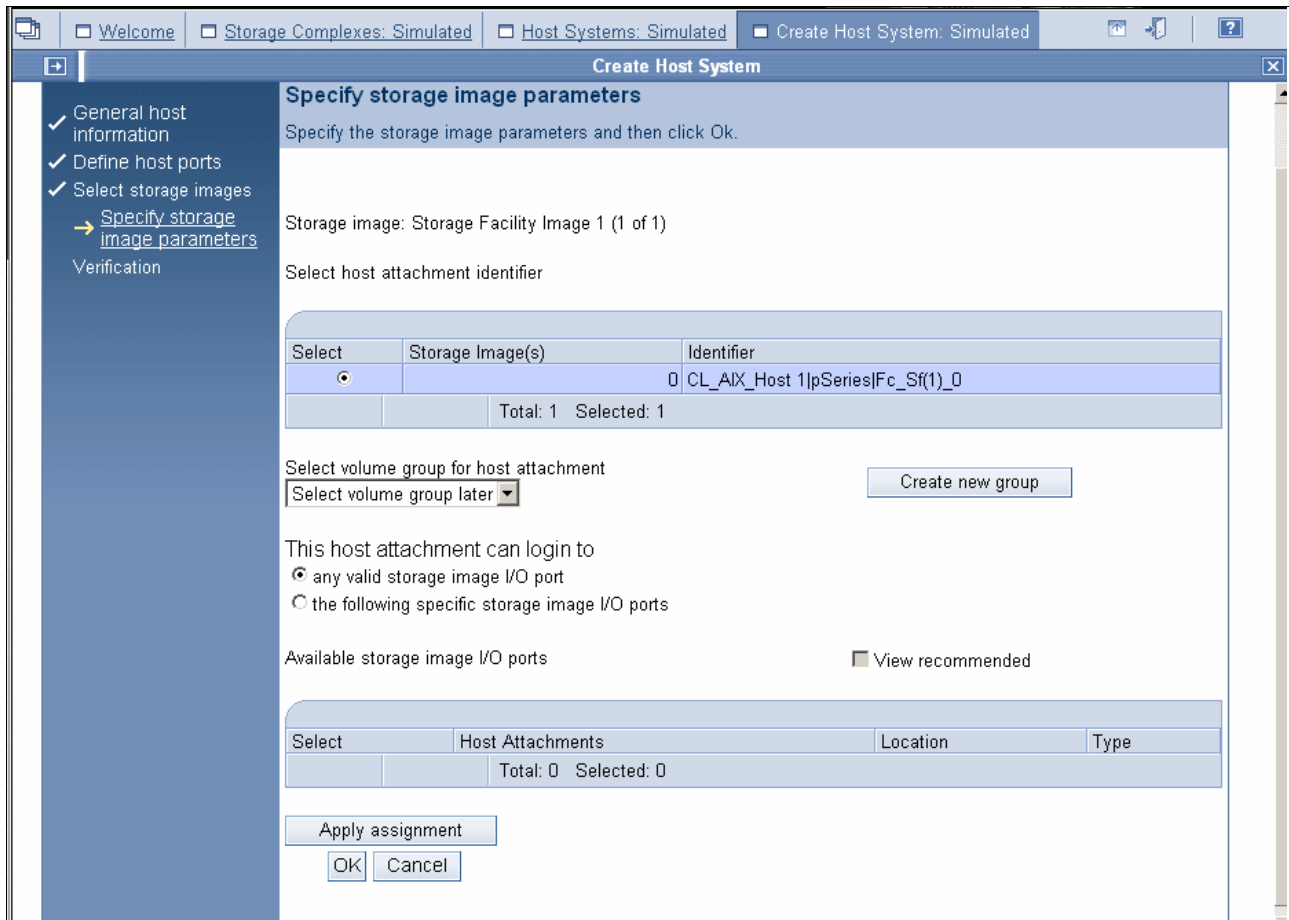 Welcome Storage Complexes: Simulated Host Systems: Simulated Create Host System: Simulated ?
Create Host System
General host information
Define host ports
Select storage images
Specify storage image parameters
Verification
Specify storage image parameters
Specify the storage image parameters and then click Ok.
Storage image: Storage Facility Image 1 (1 of 1)
Select host attachment identifier
Select Storage Image(s) Identifier
0 CL_AIX_Host 1|pSeries|Fc_Sf(1)_0
Total: 1 Selected: 1
Select volume group for host attachment
Select volume group later
Create new group
This host attachment can login to
any valid storage image I/O port
the following specific storage image I/O ports
Available storage image I/O ports
View recommended
Select Host Attachments Location Type
Total: 0 Selected: 0
Apply assignment
OK Cancel